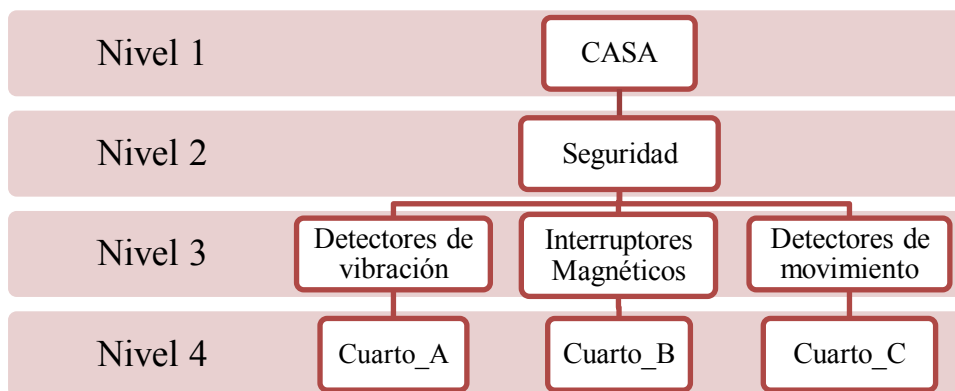 Nivel 1
CASA
Nivel 2
Seguridad
Nivel 3
Detectores de
vibración
Interruptores
Magnéticos
Detectores de
movimiento
Nivel 4
Cuarto_A
Cuarto_B
Cuarto_C